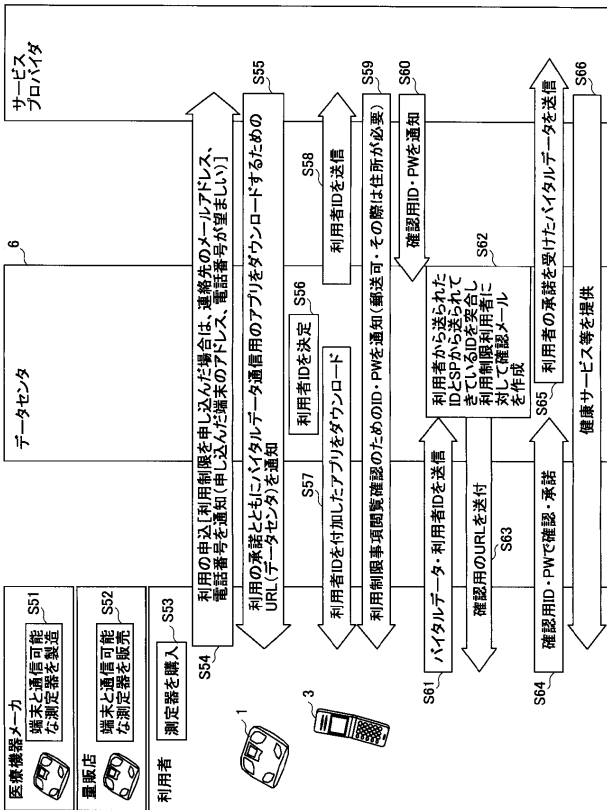 医療機器メーカ
端末と通信可能
な測定器を製造
S51
量販店
端末と通信可能
な測定器を販売
S52
利用者
測定器を購入
S53
データセンタ
6
サービス
プロバイダ
S54
利用の申込[利用制限を申し込んだ場合は、連絡先のメールアドレス、
電話番号を通知(申し込んだ端末のアドレス、電話番号が望ましい)]
利用の承諾とともにバイタルデータ通信用のアプリをダウンロードするための
URL(データセンタ)を通知
S55
S56
利用者IDを決定
S57
利用者IDを付加したアプリをダウンロード
S58
利用者IDを送信
利用制限事項閲覧確認のためのID・PWを通知(郵送可・その際は住所が必要)
S59
確認用ID・PWを通知
S60
1
3
S61
バイタルデータ・利用者IDを送信
利用者から送られた
IDとSPから送られて
きているIDを突合し
利用制限利用者に
対して確認メール
を作成
S62
確認用のURLを送付
S63
S64
確認用ID・PWで確認・承諾
S65
利用者の承諾を受けたバイタルデータを送信
健康サービス等を提供
S66